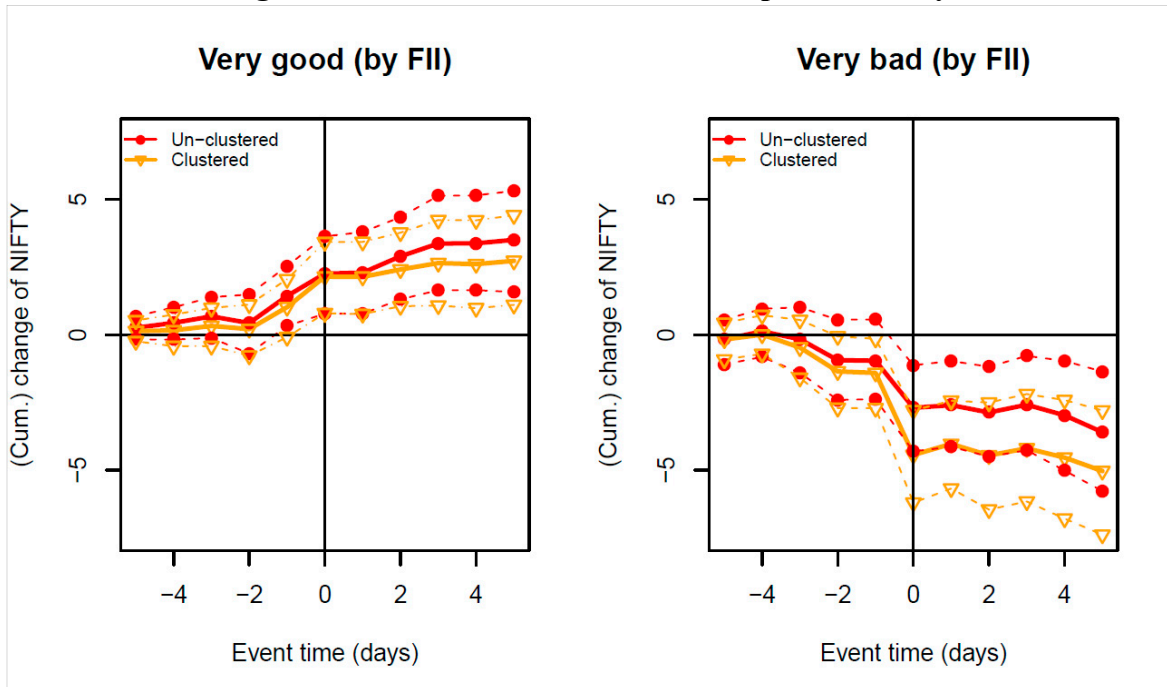 Very good (by FII)
Un−clustered
Clustered
(Cum.) change of NIFTY
5
0
−5
−4 −2 0 2 4
Event time (days)
Very bad (by FII)
Un−clustered
Clustered
(Cum.) change of NIFTY
5
0
−5
−4 −2 0 2 4
Event time (days)